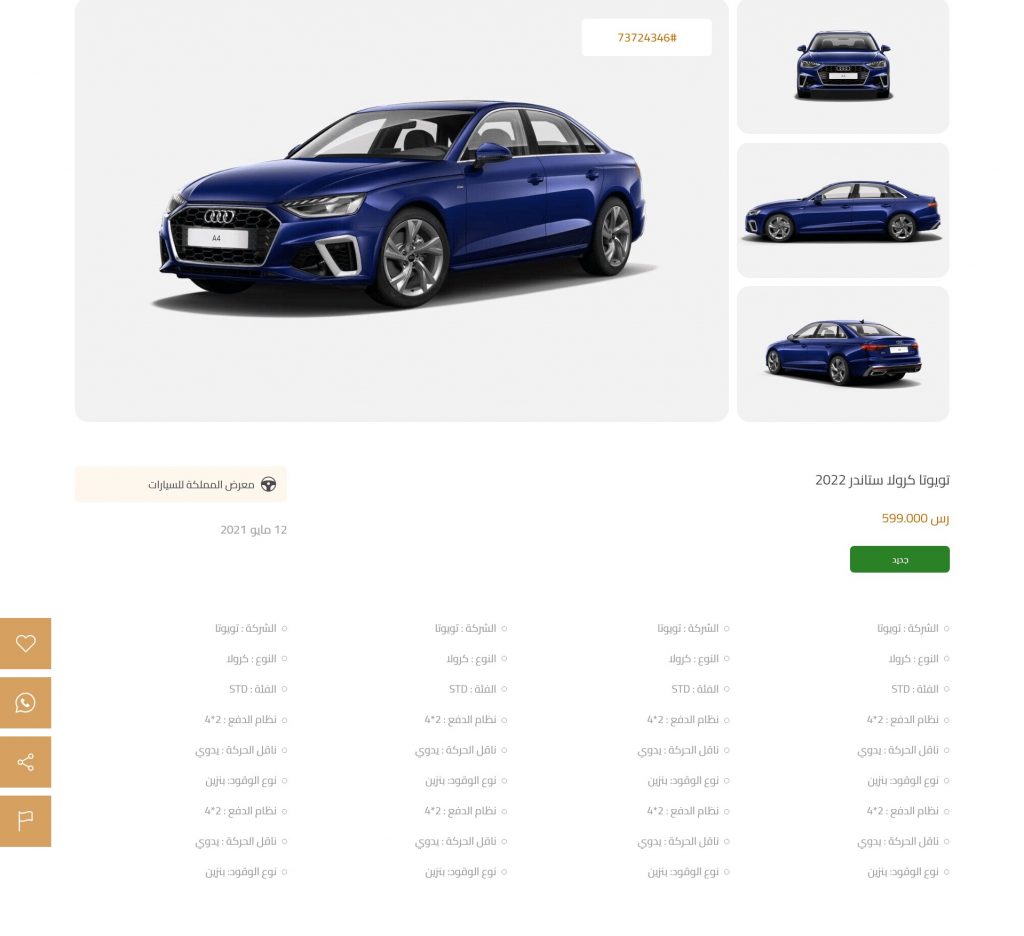 73724346#
A4
تويوتا كرولا ستاندر 2022
599.000 رس
جديد
معرض المملكة للسيارات
12 مايو 2021
الشركة : تويوتا
النوع : كرولا
الفئة : STD
نظام الدفع : 2*4
ناقل الحركة : يدوي
نوع الوقود: بنزين
نظام الدفع : 2*4
ناقل الحركة : يدوي
نوع الوقود: بنزين
الشركة : تويوتا
النوع : كرولا
الفئة : STD
نظام الدفع : 2*4
ناقل الحركة : يدوي
نوع الوقود: بنزين
نظام الدفع : 2*4
ناقل الحركة : يدوي
نوع الوقود: بنزين
الشركة : تويوتا
النوع : كرولا
الفئة : STD
نظام الدفع : 2*4
ناقل الحركة : يدوي
نوع الوقود: بنزين
نظام الدفع : 2*4
ناقل الحركة : يدوي
نوع الوقود: بنزين
الشركة : تويوتا
النوع : كرولا
الفئة : STD
نظام الدفع : 2*4
ناقل الحركة : يدوي
نوع الوقود: بنزين
نظام الدفع : 2*4
ناقل الحركة : يدوي
نوع الوقود: بنزين